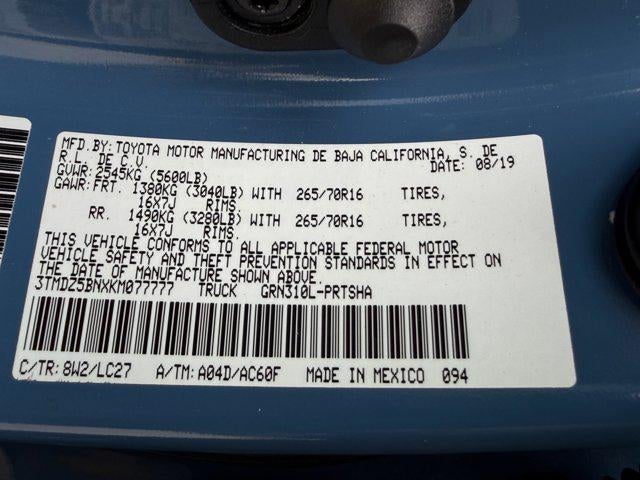 MFD.BY: TOYOTA MOTOR MANUFACTURING DE BAJA CALIFORNIA, S. DE
R.L. DE C.V. 08/19
GVWR: 2545KG (5600LB)
GAWR: FRT. 1380KG (3040LB) WITH 265/70R16 TIRES,
16X7J RIMS.
RR. 1490KG (3280LB) WITH 265/70R16 TIRES,
16X7J RIMS.
THIS VEHICLE CONFORMS TO ALL APPLICABLE FEDERAL MOTOR
VEHICLE SAFETY AND THEFT PREVENTION STANDARDS IN EFFECT ON
THE DATE OF MANUFACTURE SHOWN ABOVE.
3TMDZ5BNXKM077777 TRUCK GRN310L-PRTSHA
C/TR: 8W2/LC27 A/TM: A04D/AC60F MADE IN MEXICO 094